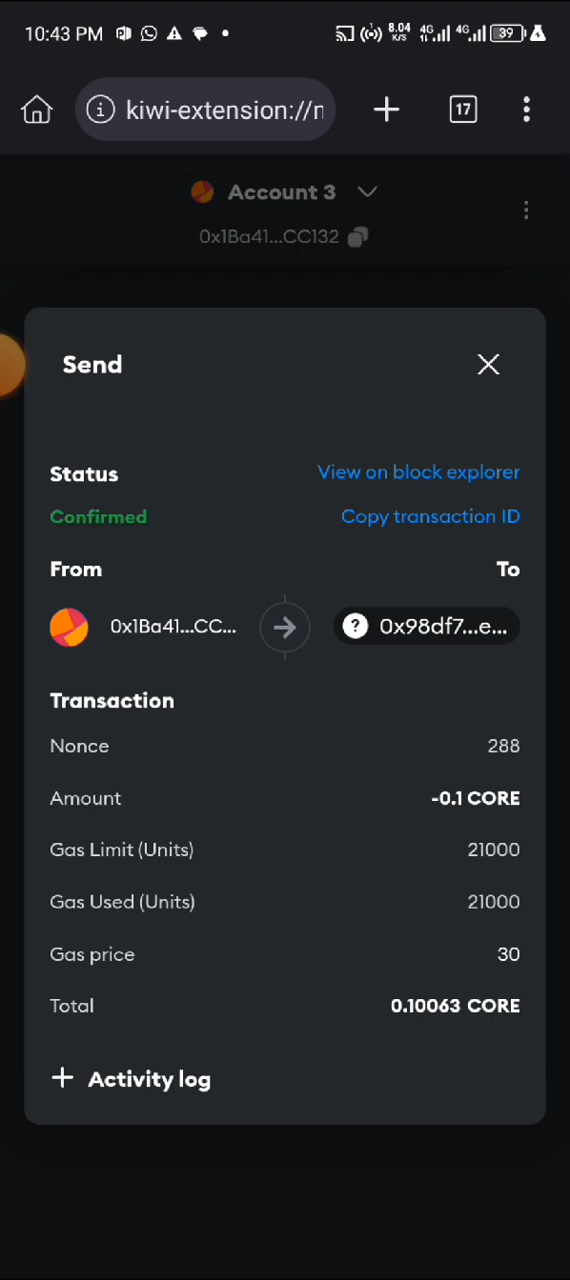 10:43 PM 8.04 K/S 4G 4G 39
kiwi-extension://n 17
Account 3
0x1Ba41...CC132
Send
Status View on block explorer
Confirmed Copy transaction ID
From To
0x1Ba41...CC... ? 0x98df7...e...
Transaction
Nonce 288
Amount -0.1 CORE
Gas Limit (Units) 21000
Gas Used (Units) 21000
Gas price 30
Total 0.10063 CORE
+ Activity log